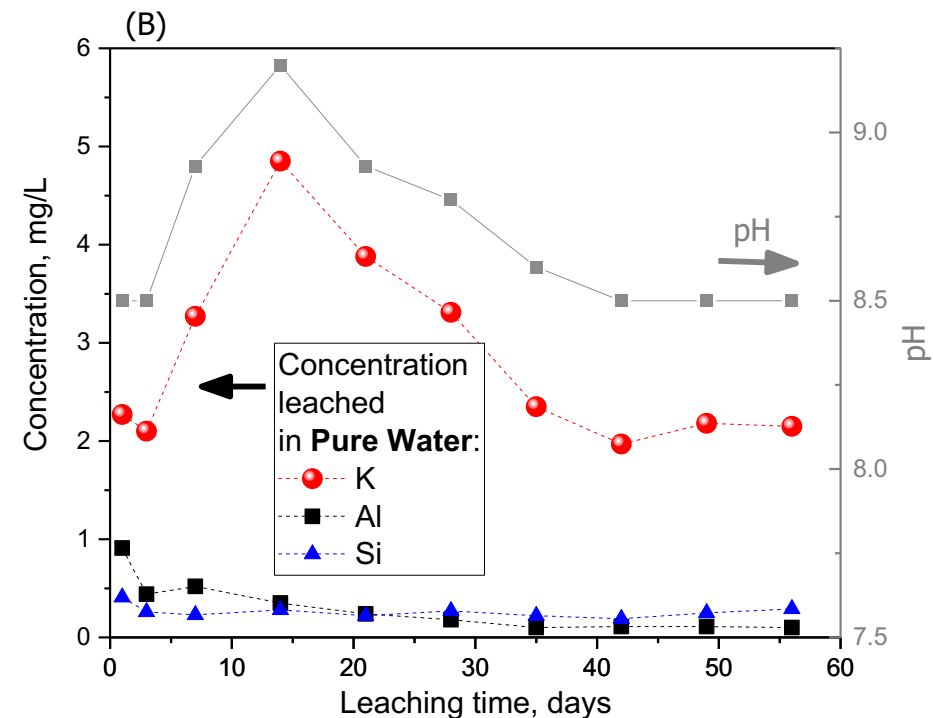 (B)
6
5
4
3
2
1
0
Concentration, mg/L
9.0
8.5
8.0
7.5
pH
pH
Concentration
leached
in Pure Water:
K
Al
Si
0 10 20 30 40 50 60
Leaching time, days